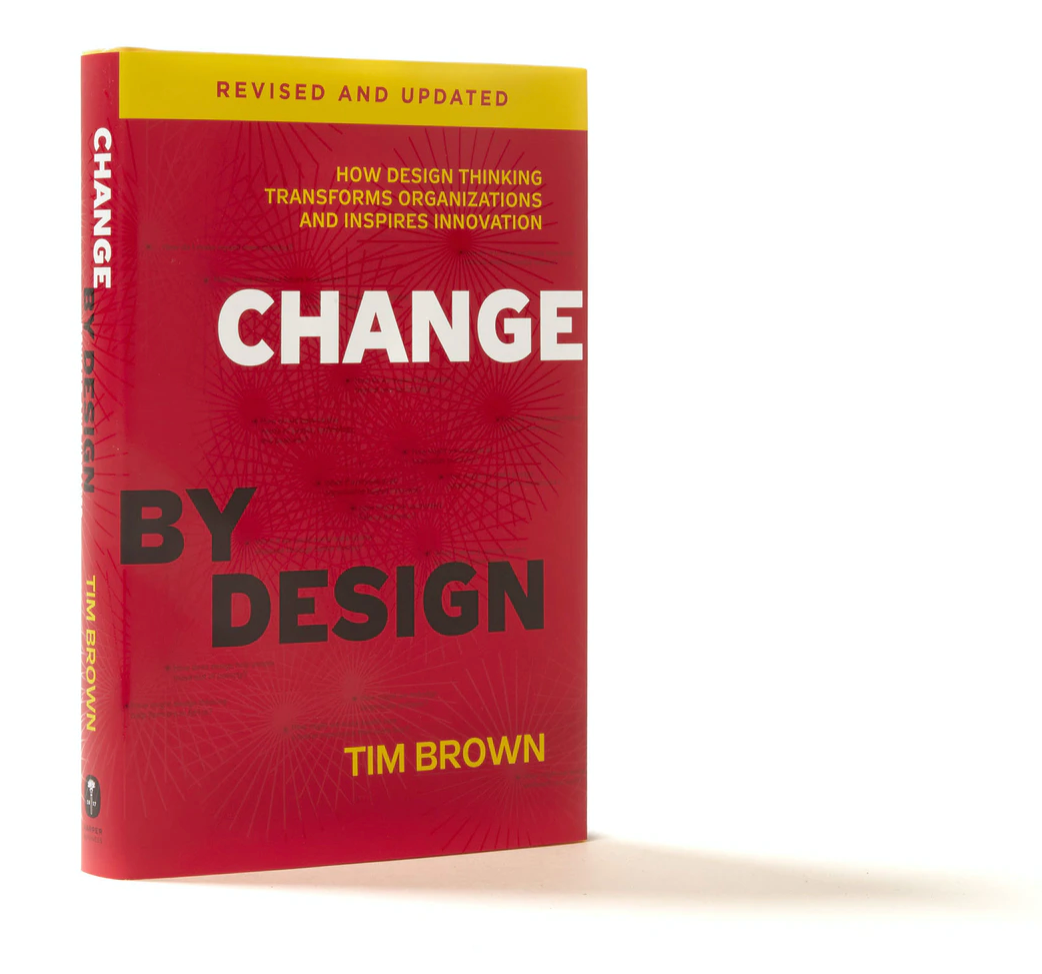 REVISED AND UPDATED
HOW DESIGN THINKING
TRANSFORMS ORGANIZATIONS
AND INSPIRES INNOVATION
CHANGE
BY
DESIGN
TIM BROWN
CHANGE BY DESIGN
TIM BROWN